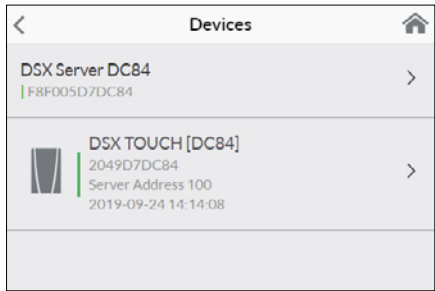 Devices
DSX Server DC84
F8F005D7DC84
DSX TOUCH [DC84]
2049D7DC84
Server Address 100
2019-09-24 14:14:08